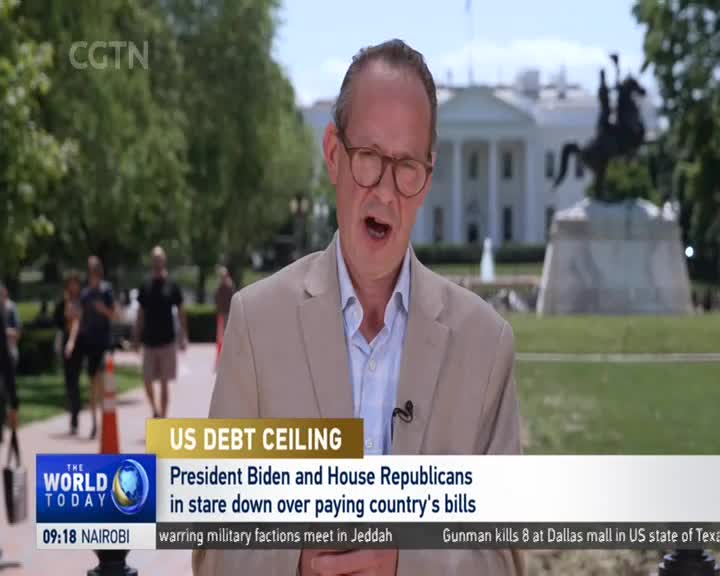 CGTN
US DEBT CEILING
President Biden and House Republicans
in stare down over paying country's bills
THE
WORLD
TODAY
09:18 NAIROBI
warring military factions meet in Jeddah Gunman kills 8 at Dallas mall in US state of Texa